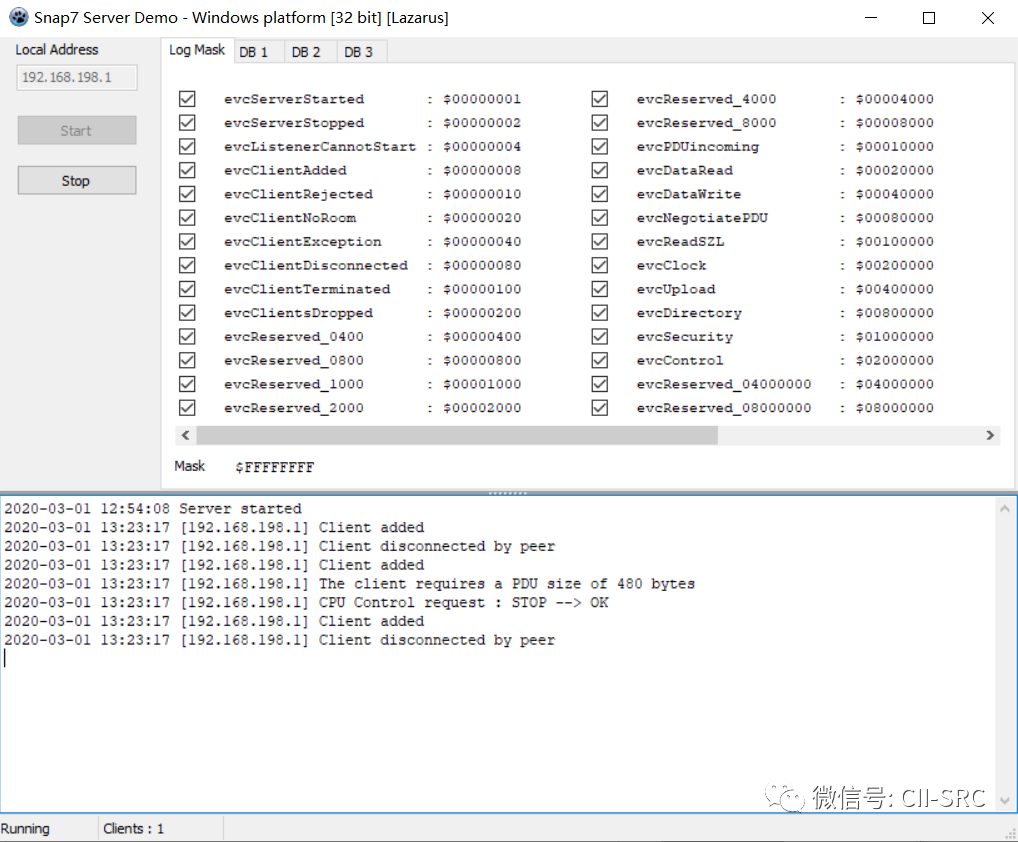 Snap7 Server Demo - Windows platform [32 bit] [Lazarus]
Local Address
192.168.198.1
Start
Stop
Log Mask DB 1 DB 2 DB 3
evcServerStarted : $00000001 evcReserved_4000 : $00004000
evcServerStopped : $00000002 evcReserved_8000 : $00008000
evcListenerCannotStart : $00000004 evcPDUincoming : $00010000
evcClientAdded : $00000008 evcDataRead : $00020000
evcClientRejected : $00000010 evcDataWrite : $00040000
evcClientNoRoom : $00000020 evcNegotiatePDU : $00080000
evcClientException : $00000040 evcReadSZL : $00100000
evcClientDisconnected : $00000080 evcClock : $00200000
evcClientTerminated : $00000100 evcUpload : $00400000
evcClientsDropped : $00000200 evcDirectory : $00800000
evcReserved_0400 : $00000400 evcSecurity : $01000000
evcReserved_0800 : $00000800 evcControl : $02000000
evcReserved_1000 : $00001000 evcReserved_04000000 : $04000000
evcReserved_2000 : $00002000 evcReserved_08000000 : $08000000
Mask $FFFFFFFF
2020-03-01 12:54:08 Server started
2020-03-01 13:23:17 [192.168.198.1] Client added
2020-03-01 13:23:17 [192.168.198.1] Client disconnected by peer
2020-03-01 13:23:17 [192.168.198.1] Client added
2020-03-01 13:23:17 [192.168.198.1] The client requires a PDU size of 480 bytes
2020-03-01 13:23:17 [192.168.198.1] CPU Control request : STOP --> OK
2020-03-01 13:23:17 [192.168.198.1] Client added
2020-03-01 13:23:17 [192.168.198.1] Client disconnected by peer
微信号: CII-SRC
Running Clients : 1